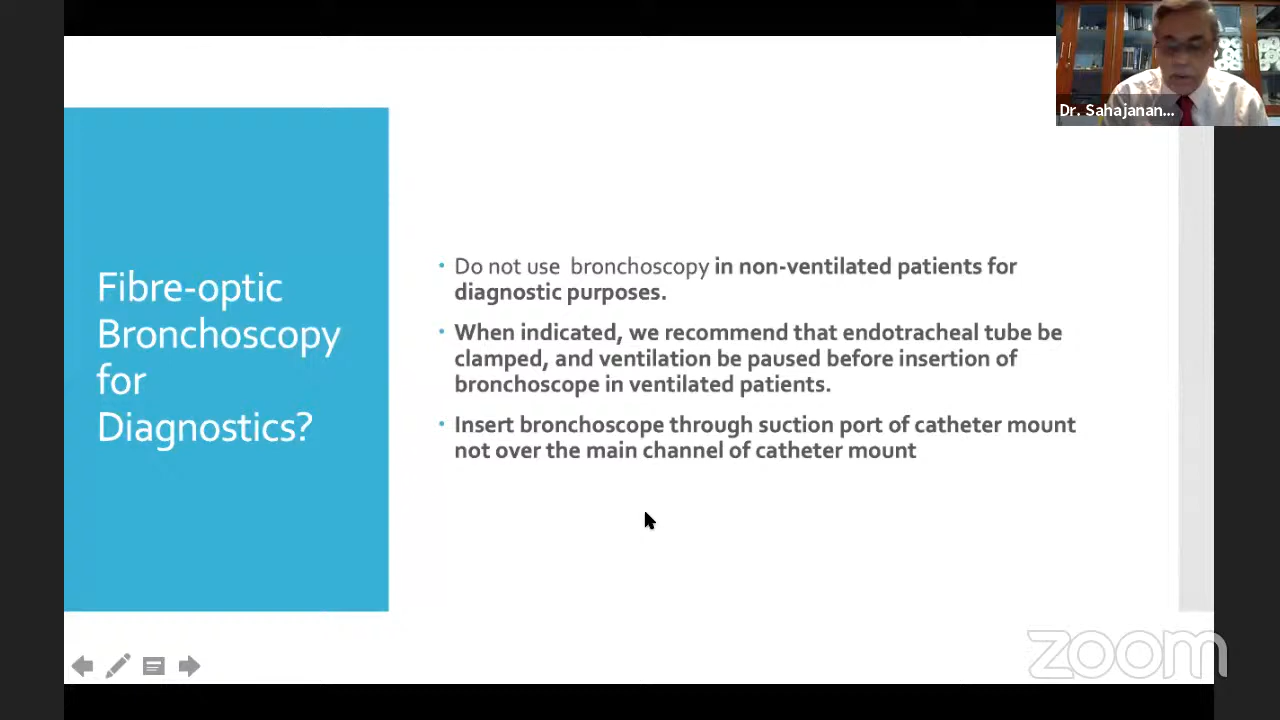 Dr. Sahajanan...
Fibre-optic
Bronchoscopy
for
Diagnostics?
• Do not use  bronchoscopy in non-ventilated patients for
diagnostic purposes.
• When indicated, we recommend that endotracheal tube be
clamped, and ventilation be paused before insertion of
bronchoscope in ventilated patients.
• Insert bronchoscope through suction port of catheter mount
not over the main channel of catheter mount
zoom